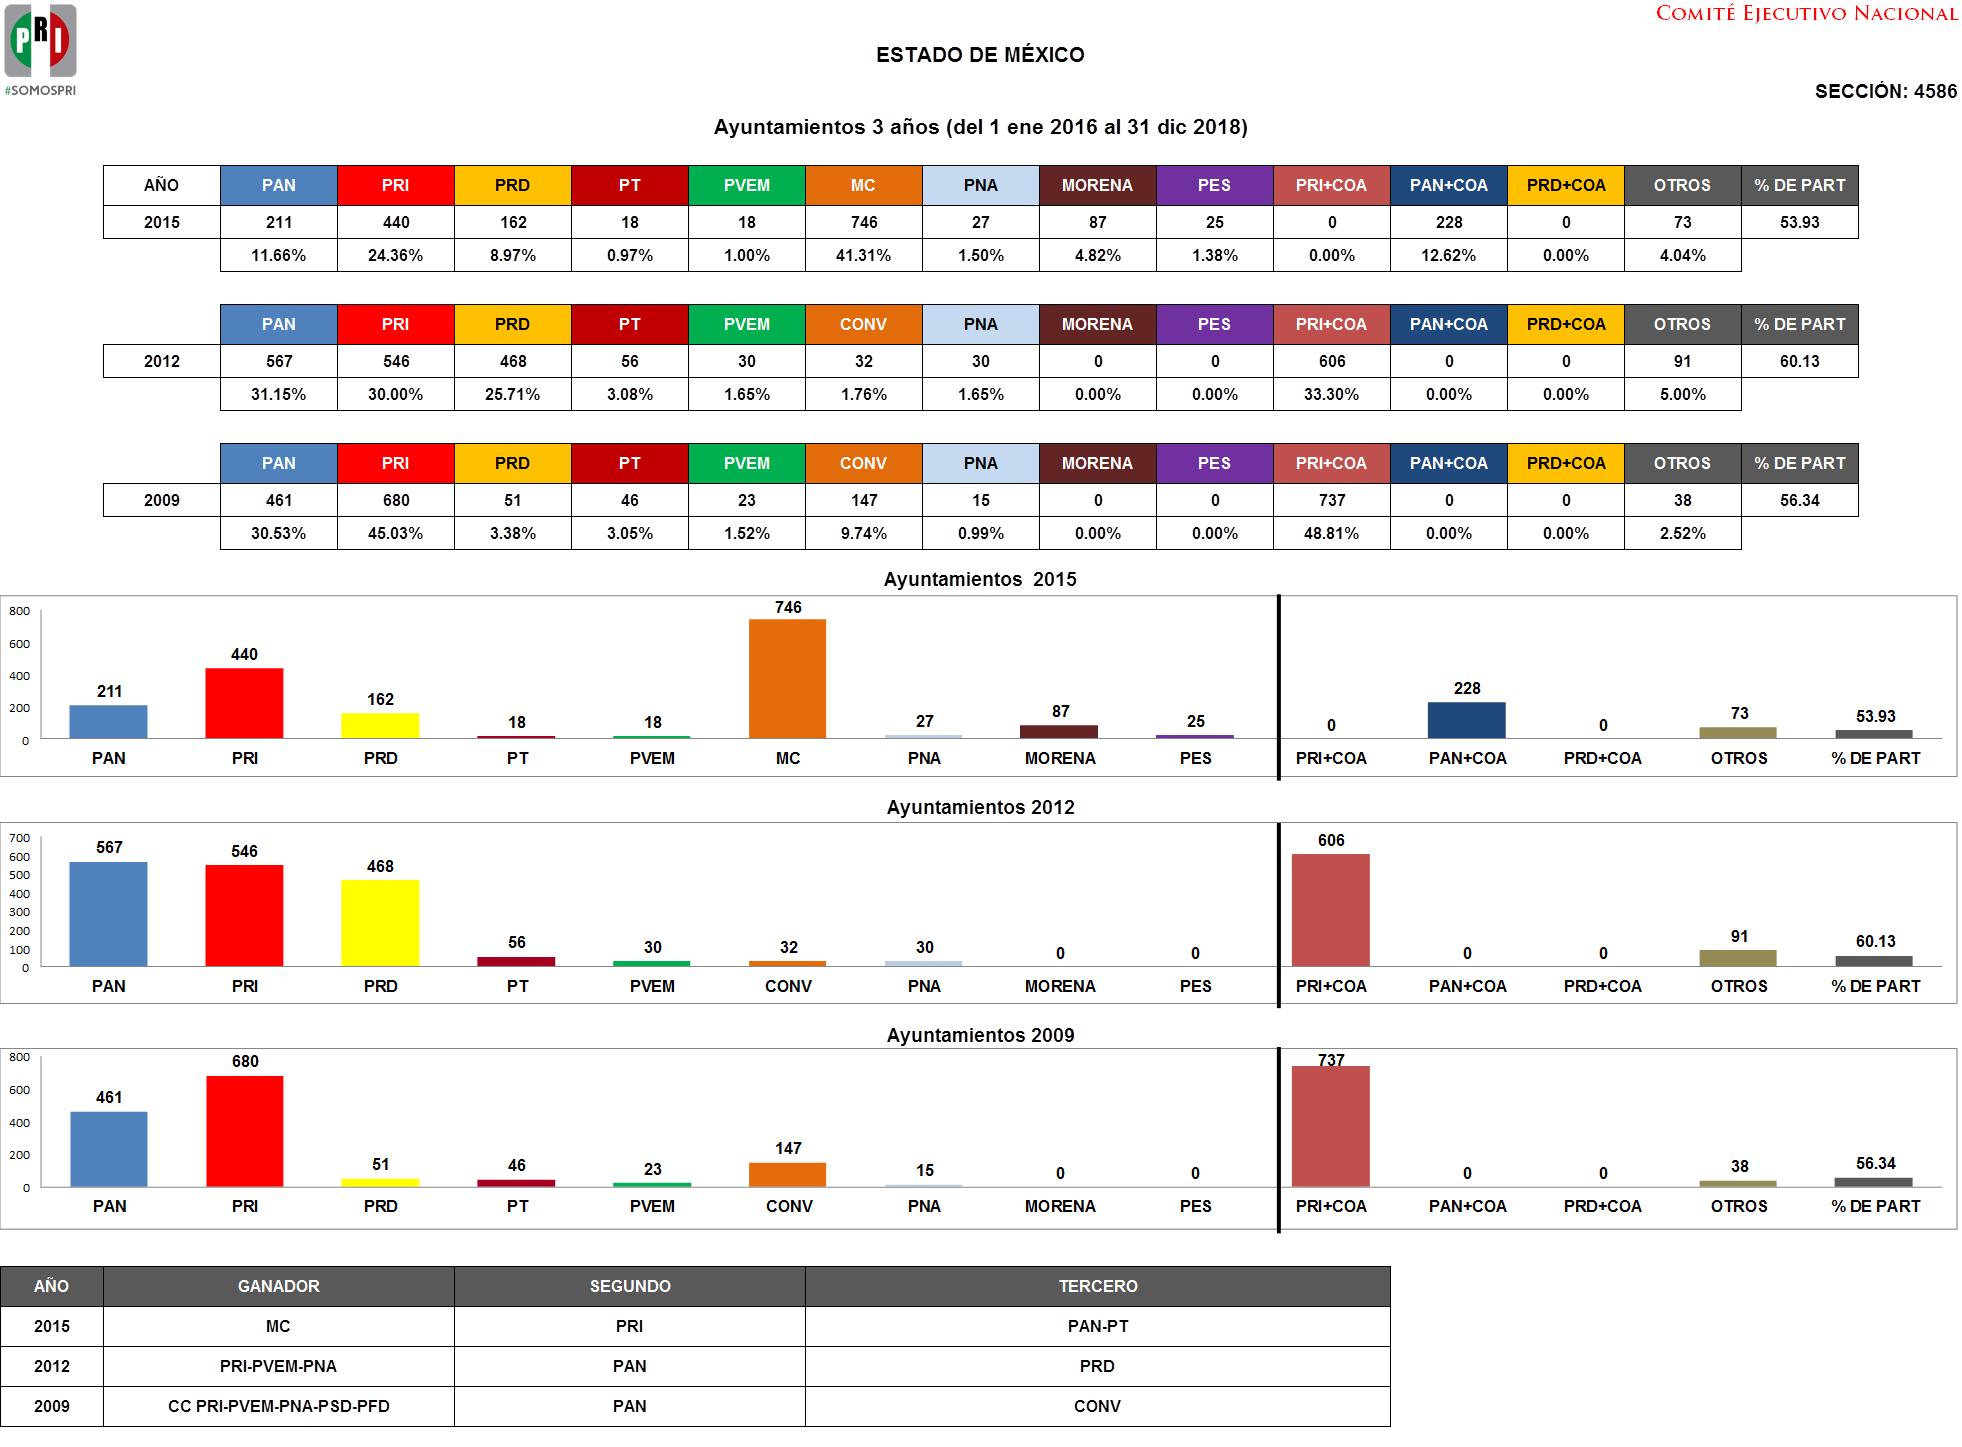 PRI
#SOMOSPRI
COMITÉ EJECUTIVO NACIONAL
ESTADO DE MÉXICO
SECCIÓN: 4586
Ayuntamientos 3 años (del 1 ene 2016 al 31 dic 2018)
AÑO PAN PRI PRD PT PVEM MC PNA MORENA PES PRI+COA PAN+COA PRD+COA OTROS % DE PART
2015 211 440 162 18 18 746 27 87 25 0 228 0 73 53.93
11.66% 24.36% 8.97% 0.97% 1.00% 41.31% 1.50% 4.82% 1.38% 0.00% 12.62% 0.00% 4.04%
PAN PRI PRD PT PVEM CONV PNA MORENA PES PRI+COA PAN+COA PRD+COA OTROS % DE PART
2012 567 546 468 56 30 32 30 0 0 606 0 0 91 60.13
31.15% 30.00% 25.71% 3.08% 1.65% 1.76% 1.65% 0.00% 0.00% 33.30% 0.00% 0.00% 5.00%
PAN PRI PRD PT PVEM CONV PNA MORENA PES PRI+COA PAN+COA PRD+COA OTROS % DE PART
2009 461 680 51 46 23 147 15 0 0 737 0 0 38 56.34
30.53% 45.03% 3.38% 3.05% 1.52% 9.74% 0.99% 0.00% 0.00% 48.81% 0.00% 0.00% 2.52%
Ayuntamientos 2015
800
600
400
200
0
211 440 162 18 18 746 27 87 25 0 228 0 73 53.93
PAN PRI PRD PT PVEM MC PNA MORENA PES PRI+COA PAN+COA PRD+COA OTROS % DE PART
Ayuntamientos 2012
700
600
500
400
300
200
100
0
567 546 468 56 30 32 30 0 0 606 0 0 91 60.13
PAN PRI PRD PT PVEM CONV PNA MORENA PES PRI+COA PAN+COA PRD+COA OTROS % DE PART
Ayuntamientos 2009
800
600
400
200
0
461 680 51 46 23 147 15 0 0 737 0 0 38 56.34
PAN PRI PRD PT PVEM CONV PNA MORENA PES PRI+COA PAN+COA PRD+COA OTROS % DE PART
AÑO GANADOR SEGUNDO TERCERO
2015 MC PRI PAN-PT
2012 PRI-PVEM-PNA PAN PRD
2009 CC PRI-PVEM-PNA-PSD-PFD PAN CONV